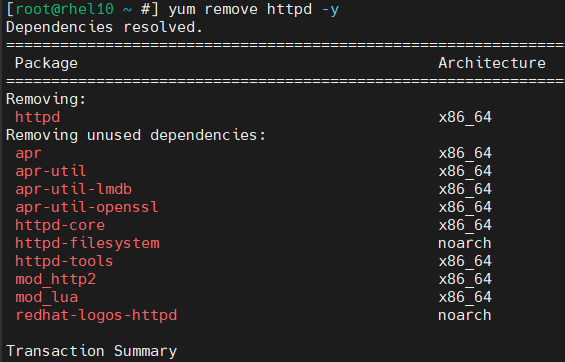 [root@rhel10 ~ #] yum remove httpd -y
Dependencies resolved.
================================================================
Package Architecture
================================================================
Removing:
httpd x86_64
Removing unused dependencies:
apr x86_64
apr-util x86_64
apr-util-lmdb x86_64
apr-util-openssl x86_64
httpd-core x86_64
httpd-filesystem noarch
httpd-tools x86_64
mod_http2 x86_64
mod_lua x86_64
redhat-logos-httpd noarch
Transaction Summary